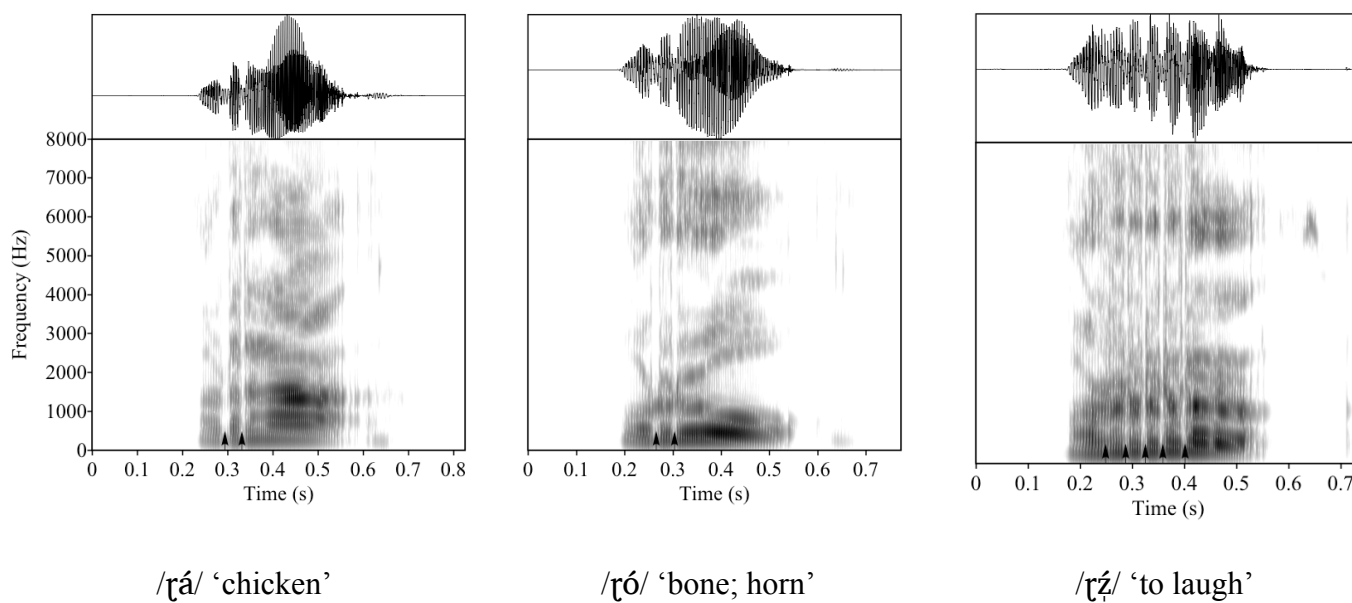 8000
7000
6000
5000
4000
3000
2000
1000
0
Frequency (Hz)
0 0.1 0.2 0.3 0.4 0.5 0.6 0.7 0.8
Time (s)
0 0.1 0.2 0.3 0.4 0.5 0.6 0.7
Time (s)
0 0.1 0.2 0.3 0.4 0.5 0.6 0.7
Time (s)
/ɽá/ ‘chicken’
/ɽó/ ‘bone; horn’
/ɽź̩/ ‘to laugh’